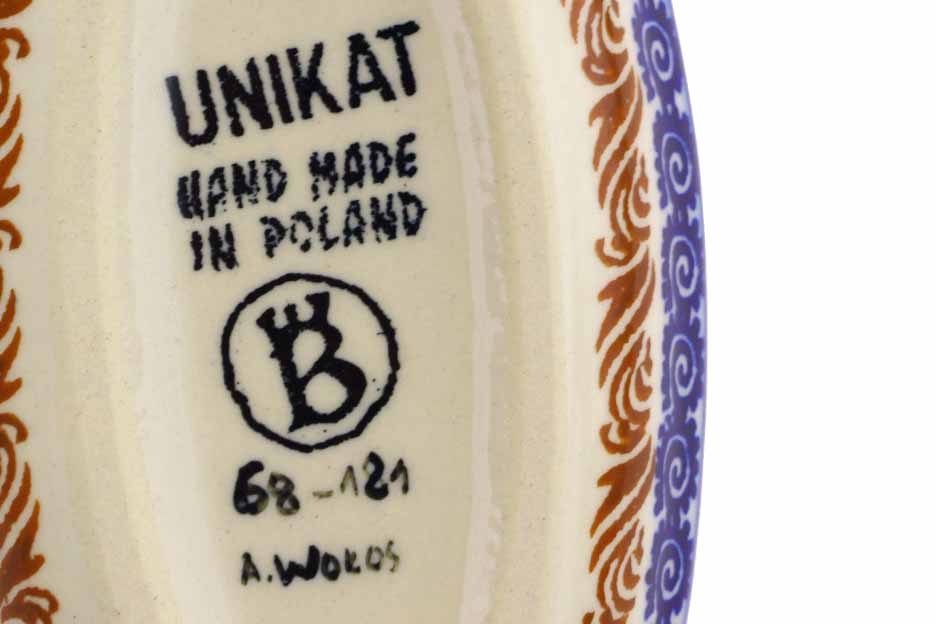 UNIKAT
HAND MADE
IN POLAND
B
68-121
A. WOKOS